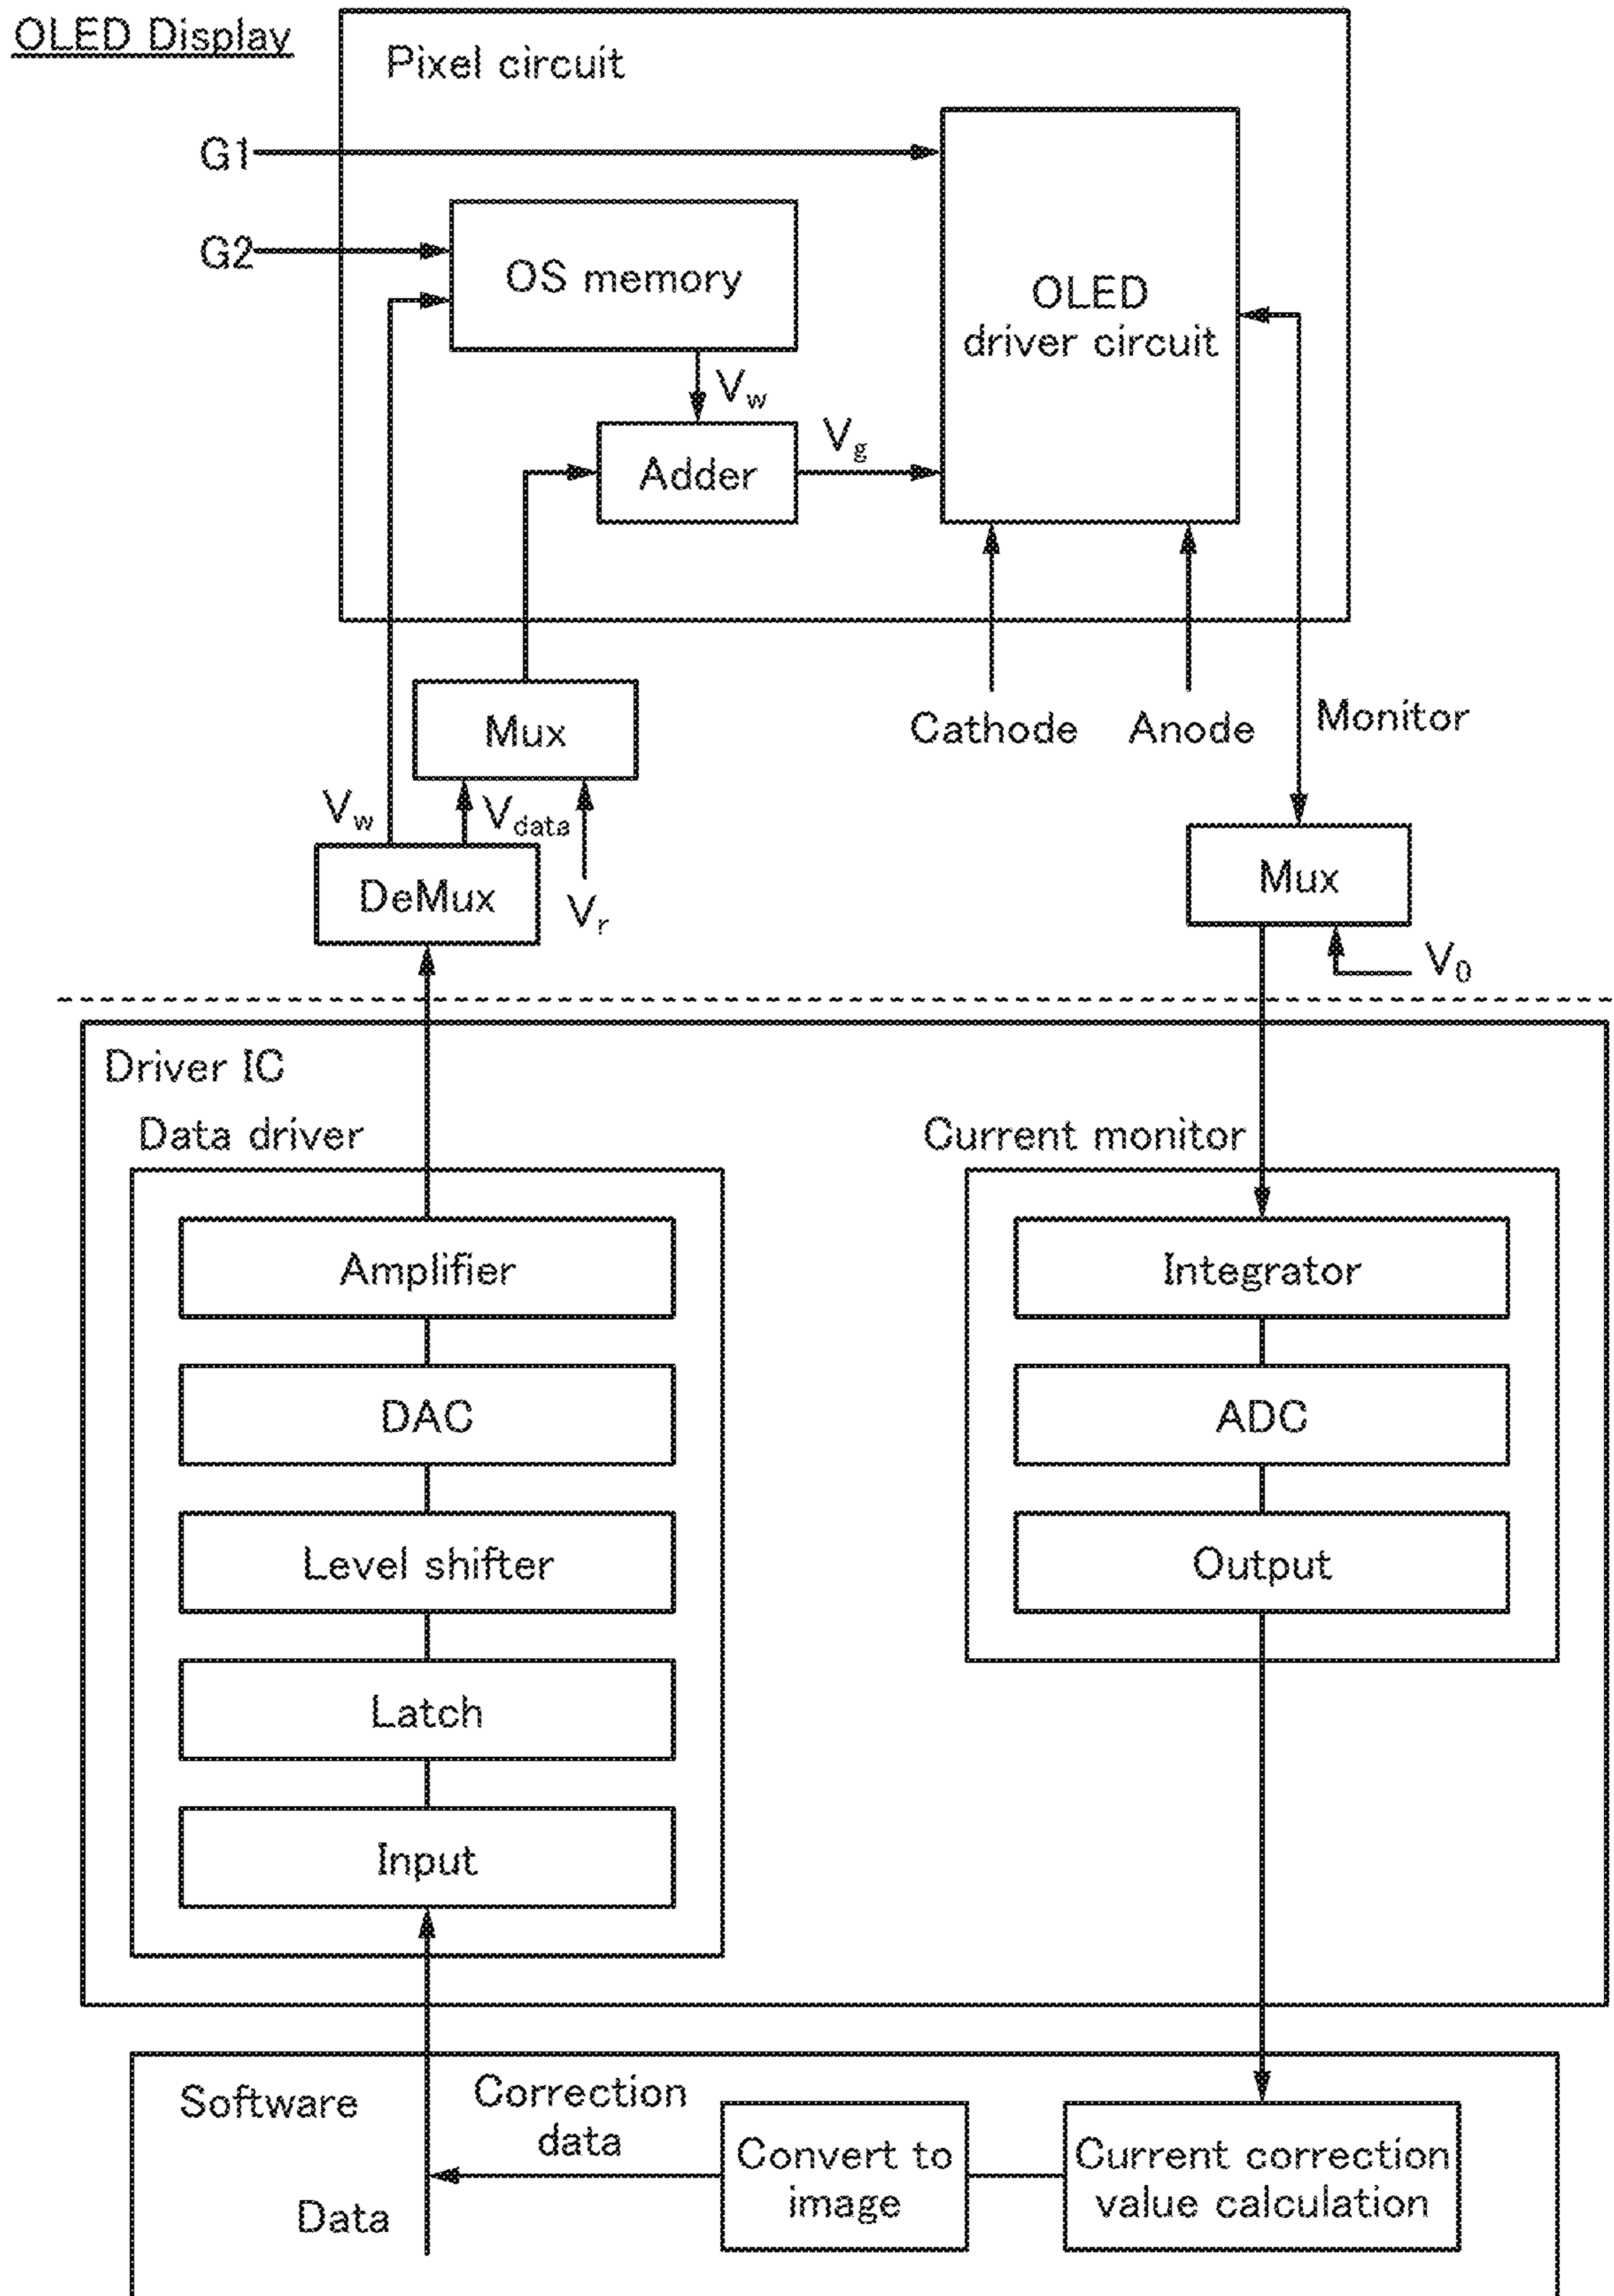 OLED Display
Pixel circuit
G1
G2
OS memory
OLED
driver circuit
Vw
Adder
Vg
Mux
Cathode
Anode
Monitor
Vw
Vdata
DeMux
Vr
Mux
V0
Driver IC
Data driver
Current monitor
Amplifier
Integrator
DAC
ADC
Level shifter
Output
Latch
Input
Software
Correction
data
Convert to
image
Current correction
value calculation
Data